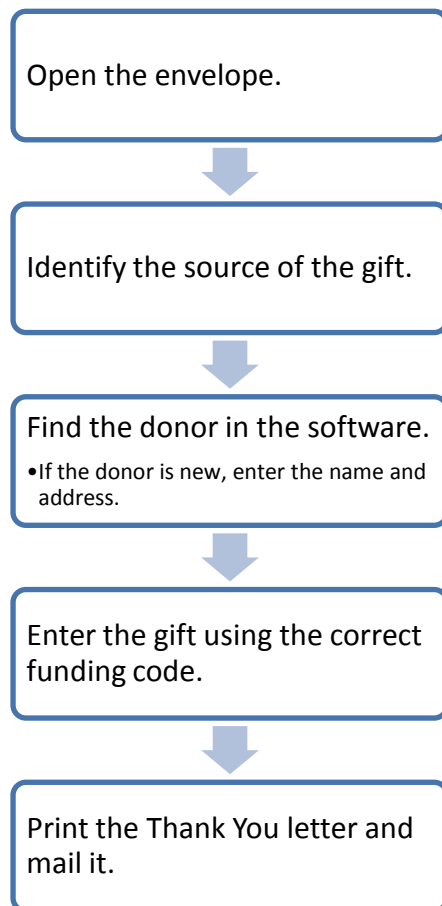 Open the envelope.
Identify the source of the gift.
Find the donor in the software.
•If the donor is new, enter the name and
address.
Enter the gift using the correct
funding code.
Print the Thank You letter and
mail it.